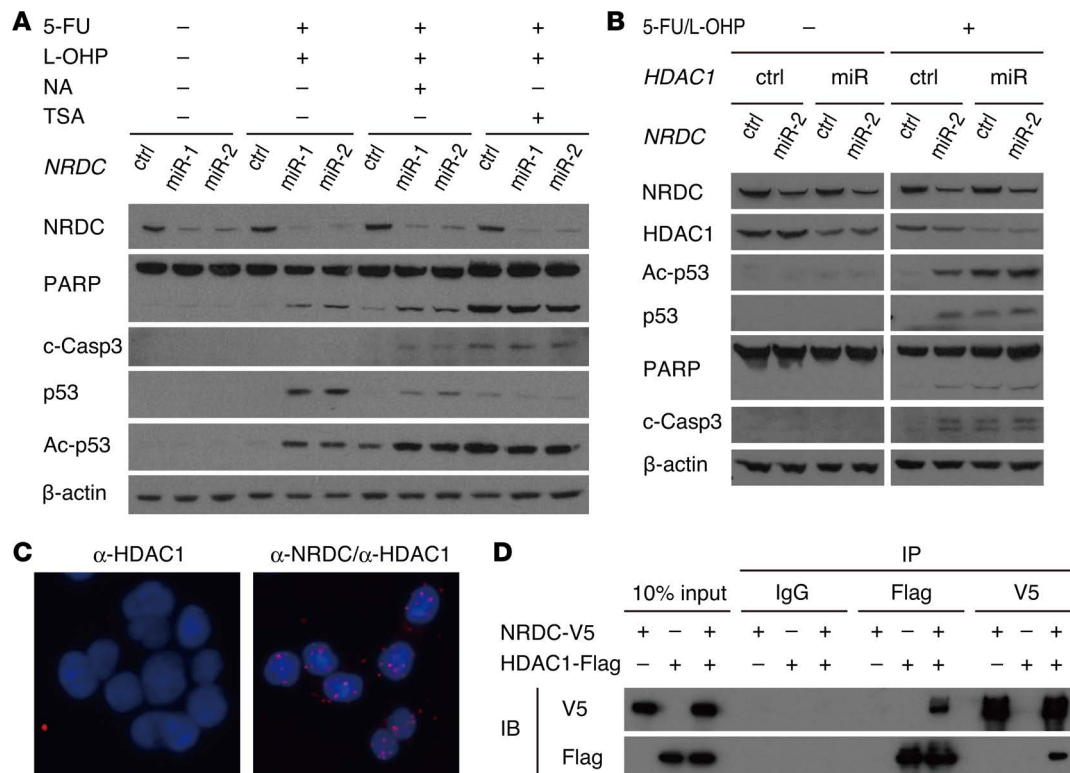 A
5-FU – + + +
L-OHP – + + +
NA – – + –
TSA – – – +
NRDC ctrl miR-1 miR-2 ctrl miR-1 miR-2 ctrl miR-1 miR-2 ctrl miR-1 miR-2
NRDC
PARP
c-Casp3
p53
Ac-p53
β-actin
B
5-FU/L-OHP – +
HDAC1 ctrl miR ctrl miR
NRDC ctrl miR-2 ctrl miR-2 ctrl miR-2 ctrl miR-2
NRDC
HDAC1
Ac-p53
p53
PARP
c-Casp3
β-actin
C
α-HDAC1 α-NRDC/α-HDAC1
D
IP
10% input IgG Flag V5
NRDC-V5 + – + + – + + – + + – +
HDAC1-Flag – + + – + + – + + – + +
IB
V5
Flag